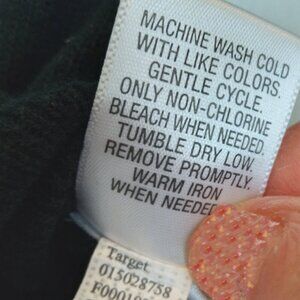 MACHINE WASH COLD
WITH LIKE COLORS.
GENTLE CYCLE.
ONLY NON-CHLORINE
BLEACH WHEN NEEDED.
TUMBLE DRY LOW.
REMOVE PROMPTLY.
WARM IRON
WHEN NEEDED
Target
015028758